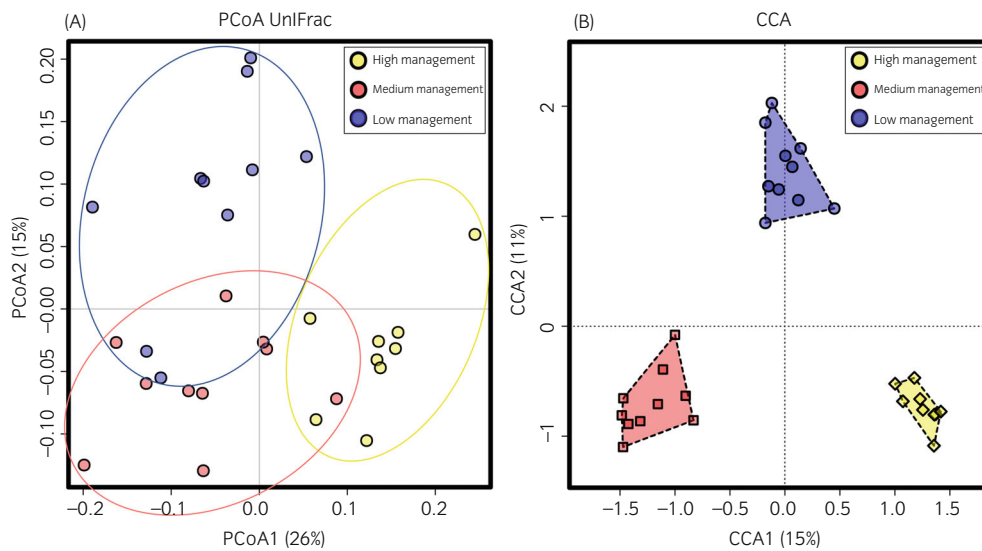 (A) PCoA UnIFrac
High management
Medium management
Low management
0.20
0.15
0.10
0.05
−0.00
−0.05
−0.10
PCoA2 (15%)
−0.2 −0.1 0.0 0.1 0.2
PCoA1 (26%)
(B) CCA
High management
Medium management
Low management
2
1
0
−1
CCA2 (11%)
−1.5 −1.0 −0.5 0.0 0.5 1.0 1.5
CCA1 (15%)